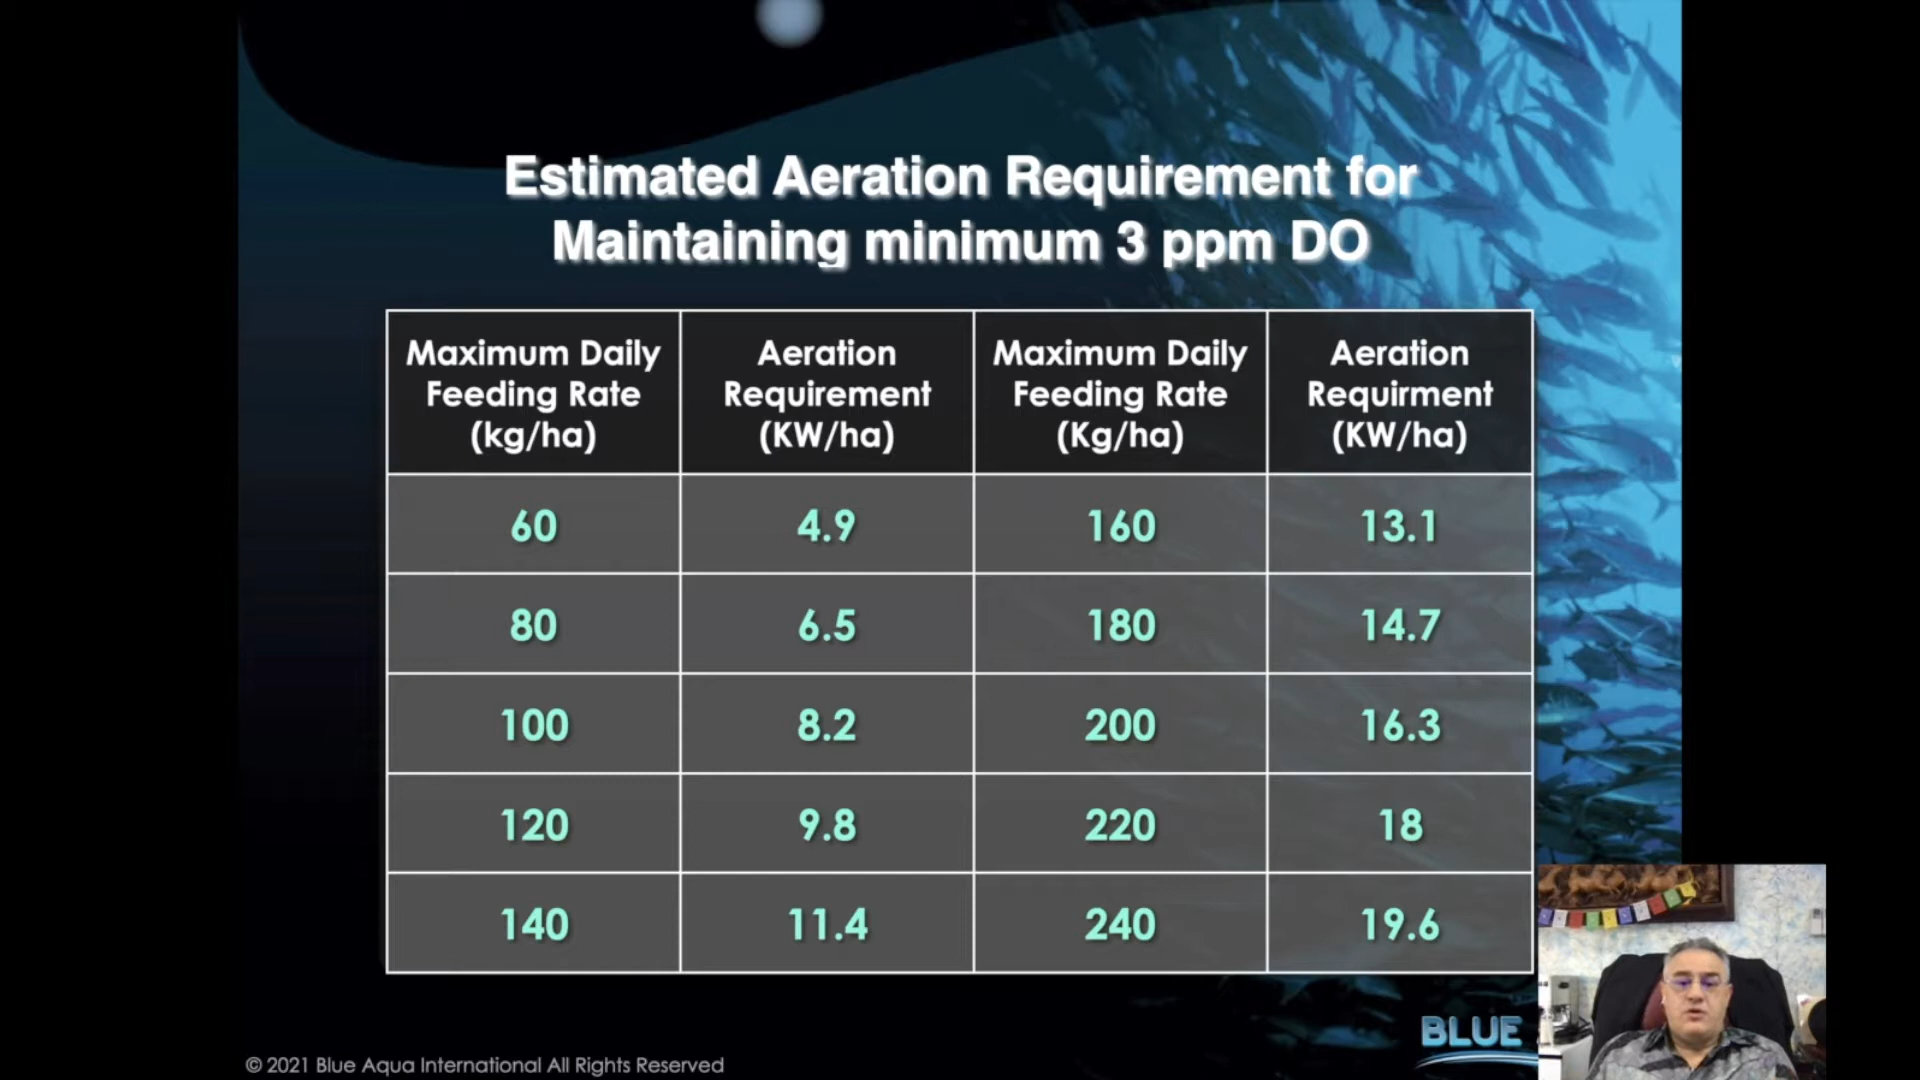 Estimated Aeration Requirement for
Maintaining minimum 3 ppm DO
Maximum Daily
Feeding Rate
(kg/ha)
Aeration
Requirement
(KW/ha)
Maximum Daily
Feeding Rate
(Kg/ha)
Aeration
Requirment
(KW/ha)
60 4.9 160 13.1
80 6.5 180 14.7
100 8.2 200 16.3
120 9.8 220 18
140 11.4 240 19.6
BLUE
© 2021 Blue Aqua International All Rights Reserved